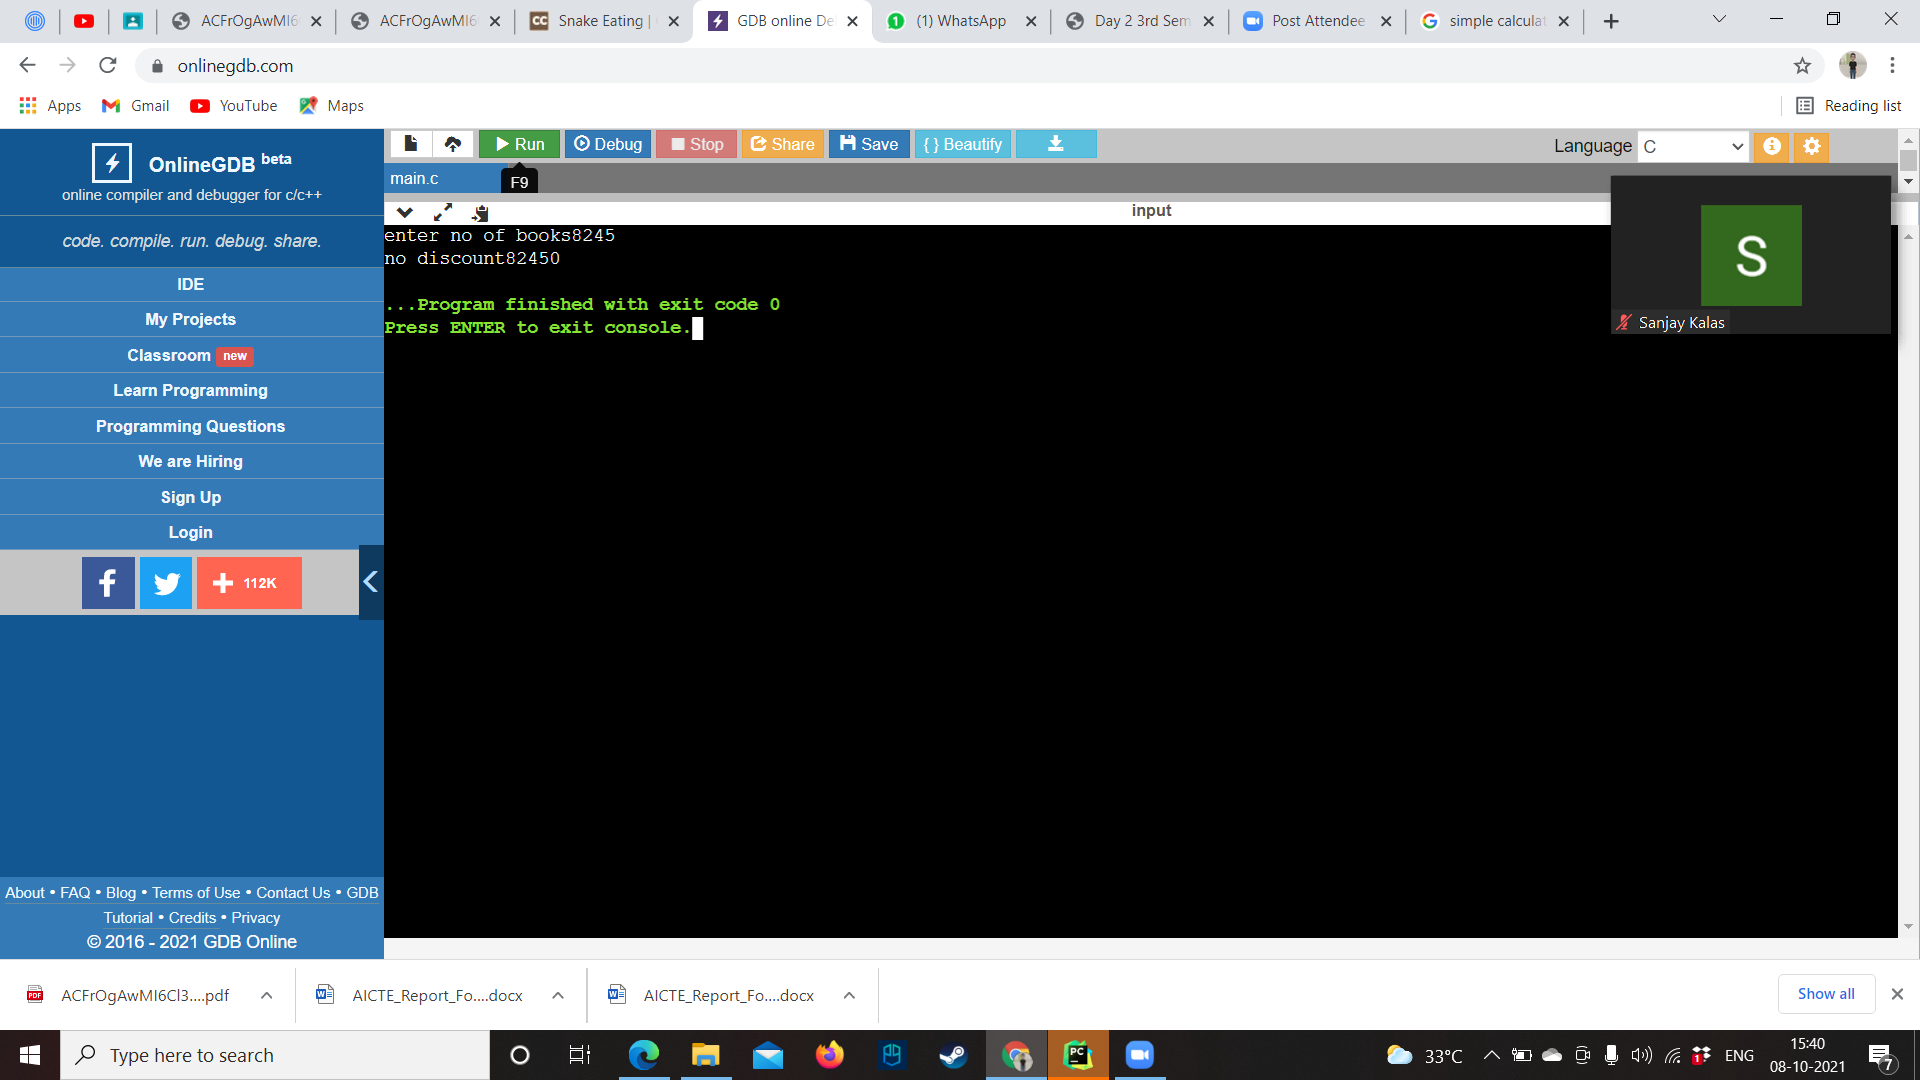 ACFrOgAwMI6
ACFrOgAwMI6
CC
Snake Eating |
GDB online De
1
(1) WhatsApp
Day 2 3rd Sem
Post Attendee
simple calculat
onlinegdb.com
Apps
Gmail
YouTube
Maps
Reading list
OnlineGDB beta
online compiler and debugger for c/c++
code. compile. run. debug. share.
IDE
My Projects
Classroom new
Learn Programming
Programming Questions
We are Hiring
Sign Up
Login
f
+ 112K
About • FAQ • Blog • Terms of Use • Contact Us • GDB
Tutorial • Credits • Privacy
© 2016 - 2021 GDB Online
Run
Debug
Stop
Share
Save
{ } Beautify
Language C
main.c
F9
input
enter no of books8245
no discount82450
...Program finished with exit code 0
Press ENTER to exit console.
S
Sanjay Kalas
PDF
ACFrOgAwMI6Cl3....pdf
AICTE_Report_Fo....docx
AICTE_Report_Fo....docx
Show all
Type here to search
PC
33°C
1
ENG
15:40
08-10-2021
7